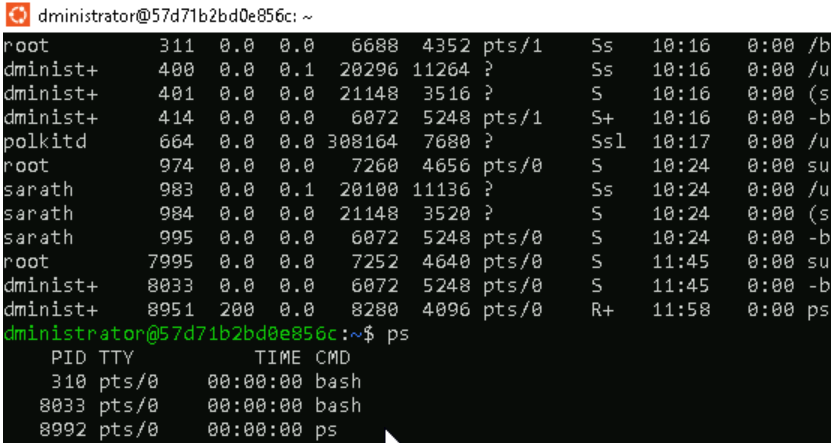 dministrator@57d71b2bd0e856c: ~
root 311 0.0 0.0 6688 4352 pts/1 Ss 10:16 0:00 /b
dminist+ 400 0.0 0.1 20296 11264 ? Ss 10:16 0:00 /u
dminist+ 401 0.0 0.0 21148 3516 ? S 10:16 0:00 (s
dminist+ 414 0.0 0.0 6072 5248 pts/1 S+ 10:16 0:00 -b
polkitd 664 0.0 0.0 308164 7680 ? Ssl 10:17 0:00 /u
root 974 0.0 0.0 7260 4656 pts/0 S 10:24 0:00 su
sarath 983 0.0 0.1 20100 11136 ? Ss 10:24 0:00 /u
sarath 984 0.0 0.0 21148 3520 ? S 10:24 0:00 (s
sarath 995 0.0 0.0 6072 5248 pts/0 S 10:24 0:00 -b
root 7995 0.0 0.0 7252 4640 pts/0 S 11:45 0:00 su
dminist+ 8033 0.0 0.0 6072 5248 pts/0 S 11:45 0:00 -b
dminist+ 8951 200 0.0 8280 4096 pts/0 R+ 11:58 0:00 ps
dministrator@57d71b2bd0e856c:~$ ps
PID TTY TIME CMD
310 pts/0 00:00:00 bash
8033 pts/0 00:00:00 bash
8992 pts/0 00:00:00 ps